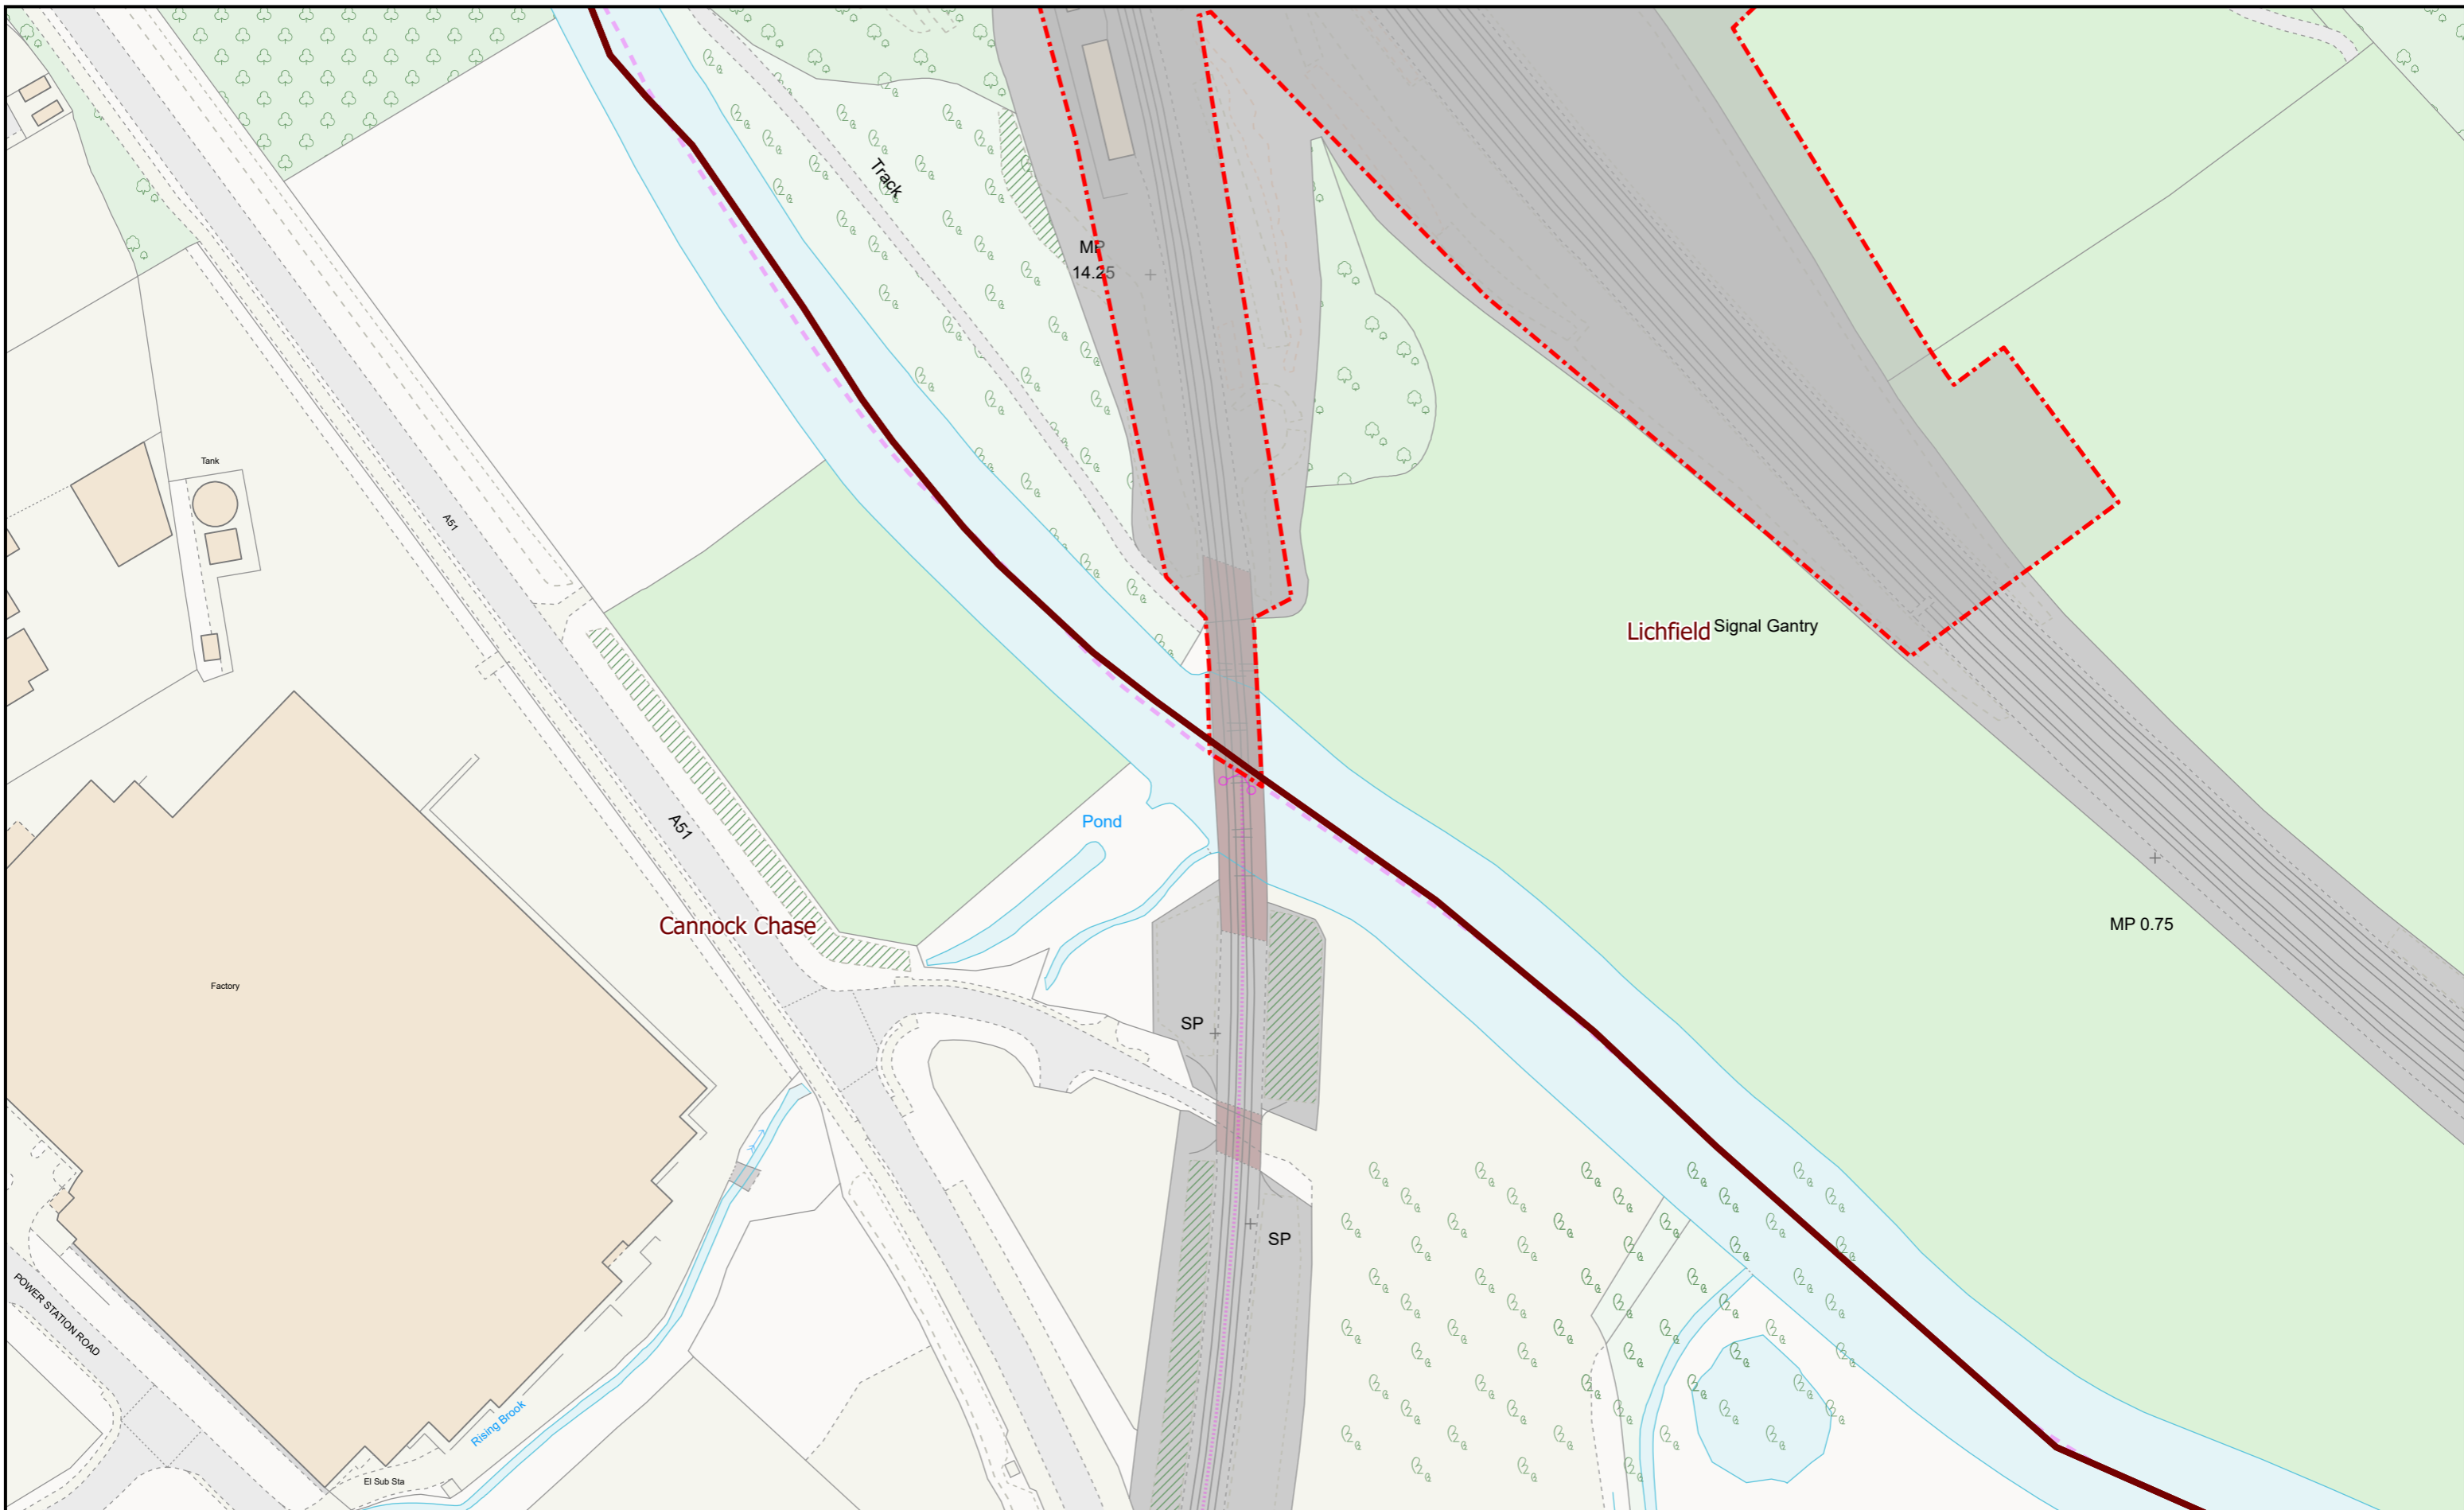 Track
MP
14.25
Tank
A51
Lichfield
Signal Gantry
A51
Pond
Cannock Chase
MP 0.75
Factory
SP
SP
POWER STATION ROAD
Rising Brook
El Sub Sta